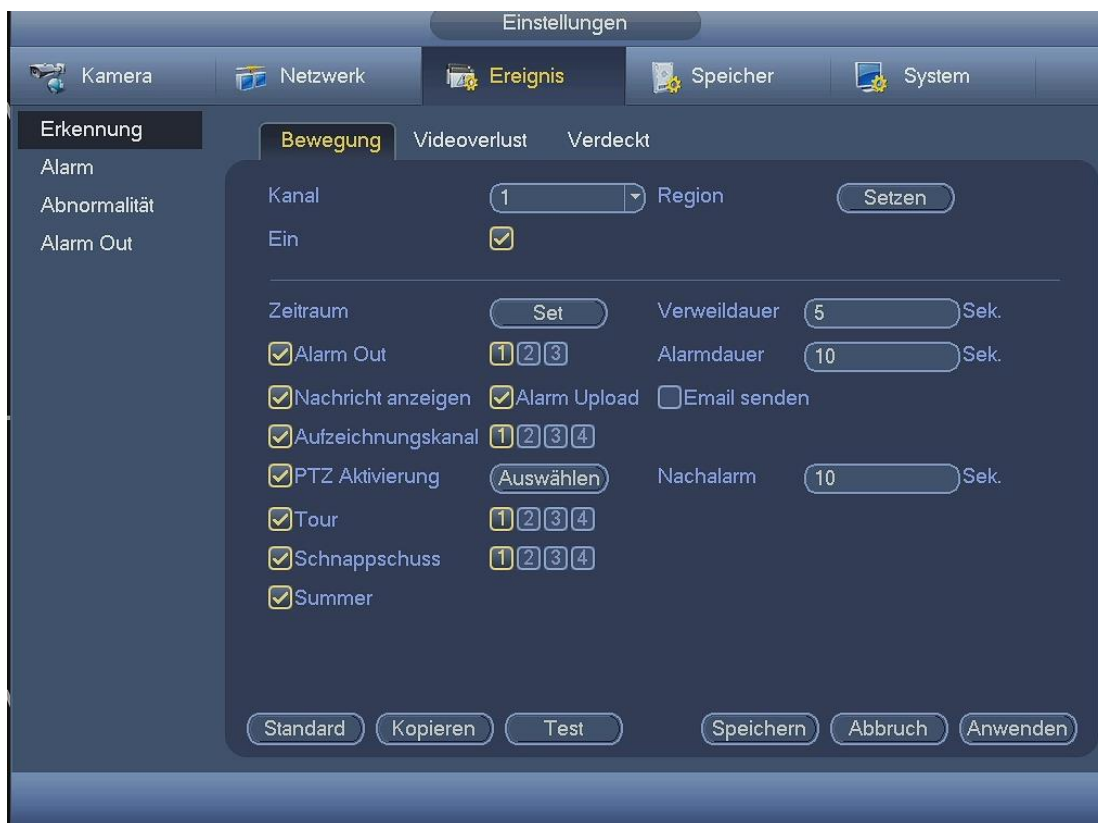 Einstellungen
Kamera Netzwerk Ereignis Speicher System
Erkennung
Alarm
Abnormalität
Alarm Out
Bewegung Videoverlust Verdeckt
Kanal 1 Region Setzen
Ein
Zeitraum Set Verweildauer 5 Sek.
Alarm Out 1 2 3 Alarmdauer 10 Sek.
Nachricht anzeigen Alarm Upload Email senden
Aufzeichnungskanal 1 2 3 4
PTZ Aktivierung Auswählen Nachalarm 10 Sek.
Tour 1 2 3 4
Schnappschuss 1 2 3 4
Summer
Standard Kopieren Test Speichern Abbruch Anwenden